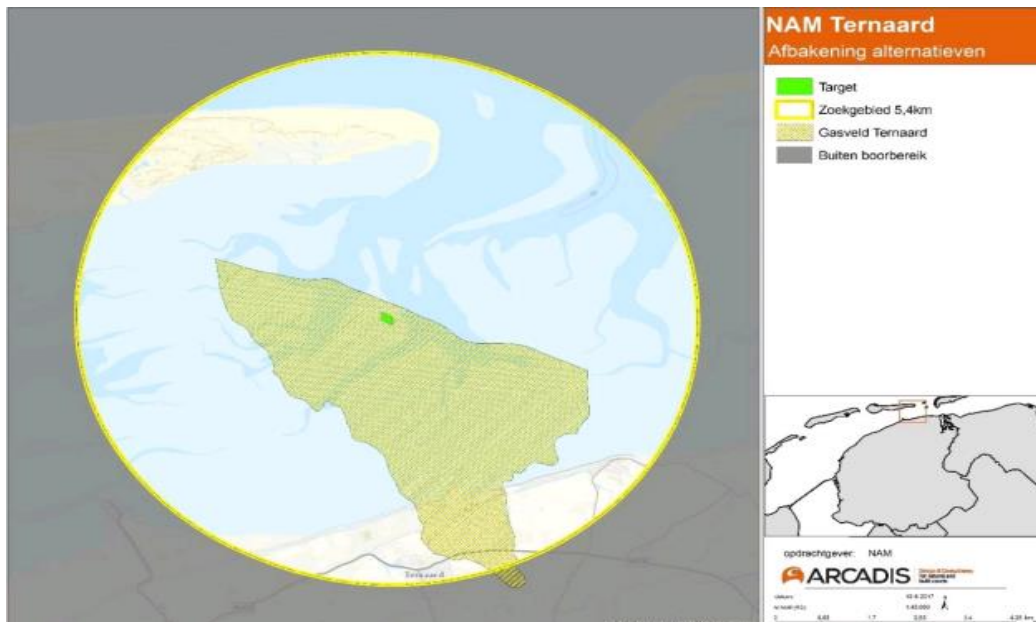 NAM Ternaard
Afbakening alternatieven
Target
Zoekgebied 5,4km
Gasveld Ternaard
Buiten boorbereik
Ternaard
opdrachtgever: NAM
ARCADIS